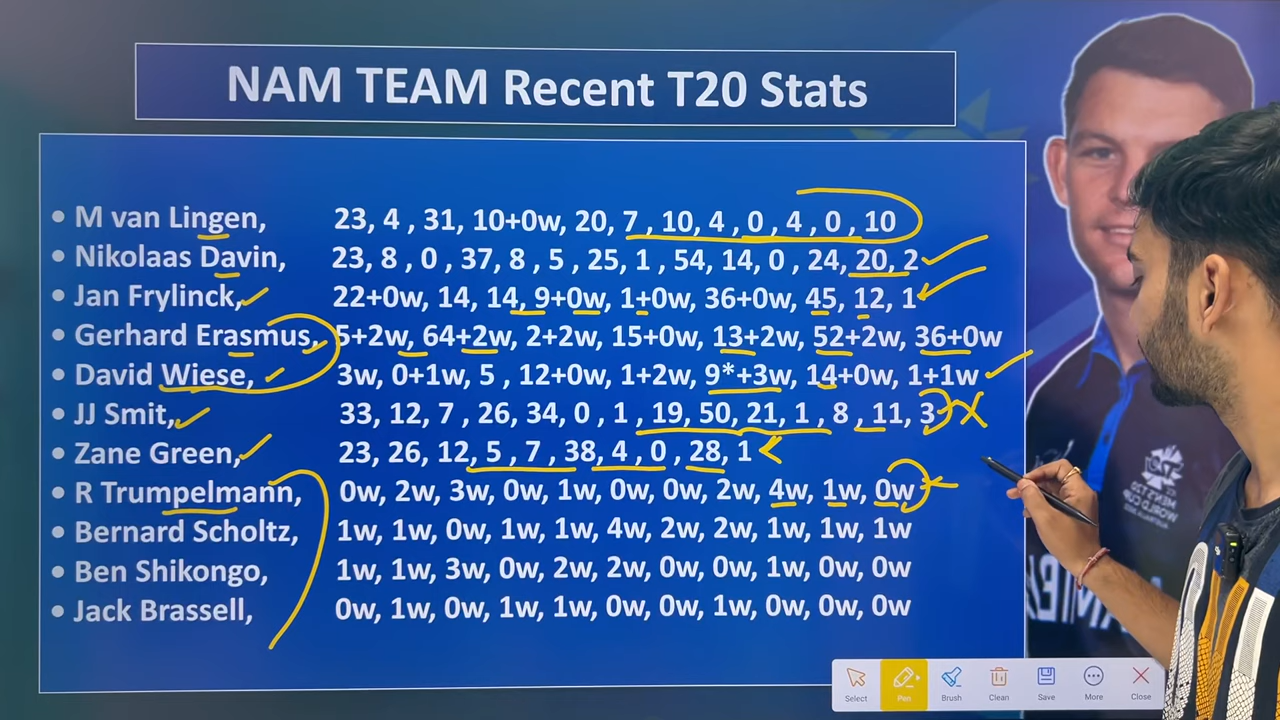 NAM TEAM Recent T20 Stats
• M van Lingen, 23, 4 , 31, 10+0w, 20, 7 , 10, 4 , 0 , 4 , 0 , 10
• Nikolaas Davin, 23, 8 , 0 , 37, 8 , 5 , 25, 1 , 54, 14, 0 , 24, 20, 2
• Jan Frylinck, 22+0w, 14, 14, 9+0w, 1+0w, 36+0w, 45, 12, 1
• Gerhard Erasmus, 5+2w, 64+2w, 2+2w, 15+0w, 13+2w, 52+2w, 36+0w
• David Wiese, 3w, 0+1w, 5 , 12+0w, 1+2w, 9*+3w, 14+0w, 1+1w
• JJ Smit, 33, 12, 7 , 26, 34, 0 , 1 , 19, 50, 21, 1 , 8 , 11, 3
• Zane Green, 23, 26, 12, 5 , 7 , 38, 4 , 0 , 28, 1
• R Trumpelmann, 0w, 2w, 3w, 0w, 1w, 0w, 0w, 2w, 4w, 1w, 0w
• Bernard Scholtz, 1w, 1w, 0w, 1w, 1w, 4w, 2w, 2w, 1w, 1w, 1w
• Ben Shikongo, 1w, 1w, 3w, 0w, 2w, 2w, 0w, 0w, 1w, 0w, 0w
• Jack Brassell, 0w, 1w, 0w, 1w, 1w, 0w, 0w, 1w, 0w, 0w, 0w
Select Pen Brush Clean Save More Close